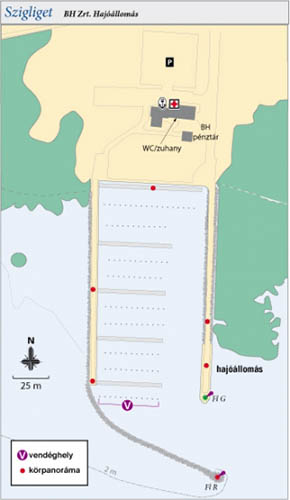 Szigliget BH Zrt. Hajóállomás
P
BH
pénztár
WC/zuhany
hajóállomás
N
25 m
Fl G
V
V vendéghely
körpanoráma
2 m
Fl R